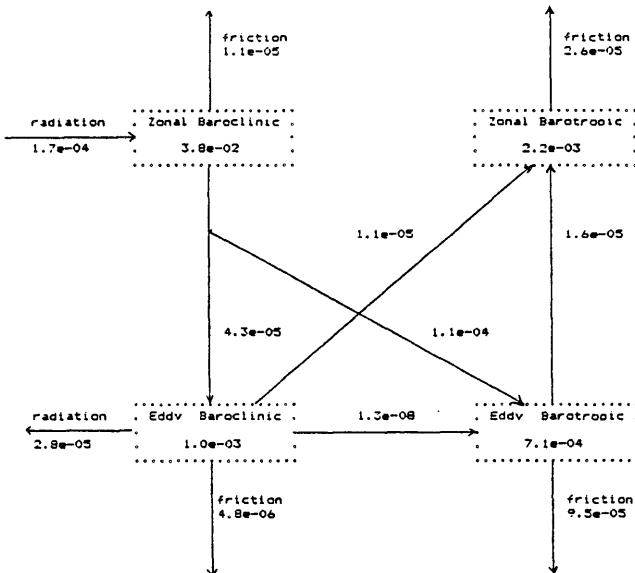 friction
1.1e-05
friction
2.6e-05
radiation
1.7e-04
Zonal Baroclinic
3.8e-02
Zonal Barotropic
2.2e-03
1.1e-05
1.6e-05
4.3e-05
1.1e-04
radiation
2.8e-05
Eddy Baroclinic
1.0e-03
1.3e-08
Eddy Barotropic
7.1e-04
friction
4.8e-06
friction
9.5e-05